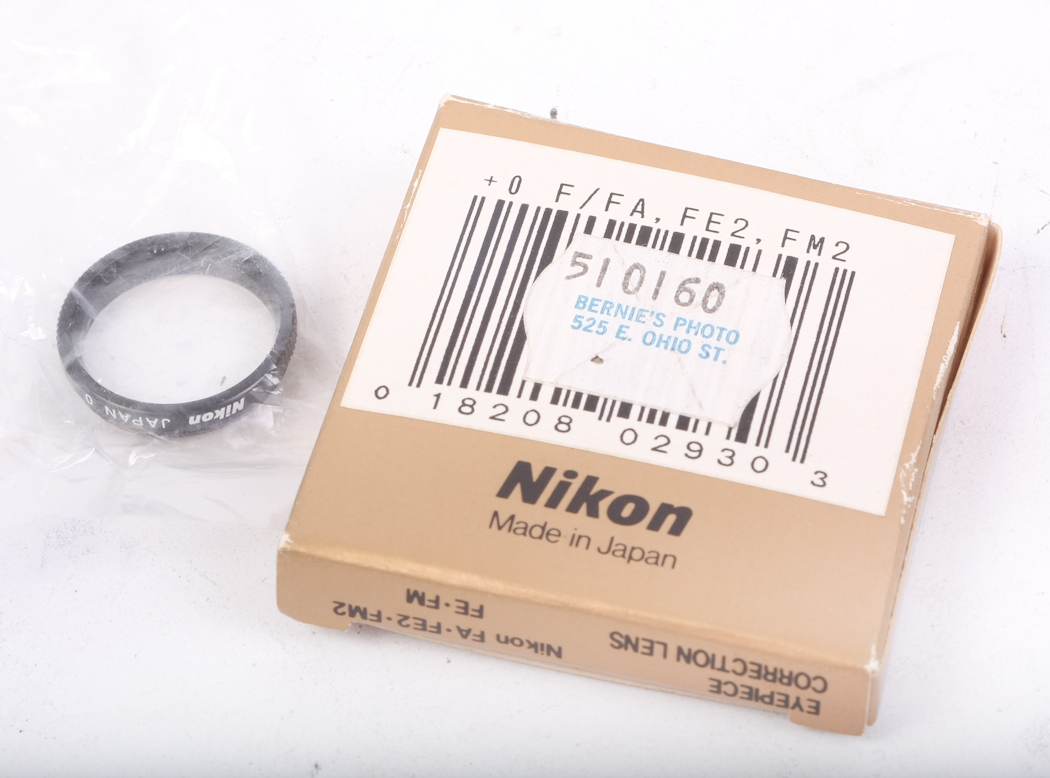 +0 F/FA, FE2, FM2
510160
BERNIE'S PHOTO
525 E. OHIO ST.
0 18208 02930 3
Nikon
Made in Japan
EYEPIECE
CORRECTION LENS
Nikon FA·FE2·FM2
FE·FM
Nikon JAPAN 0